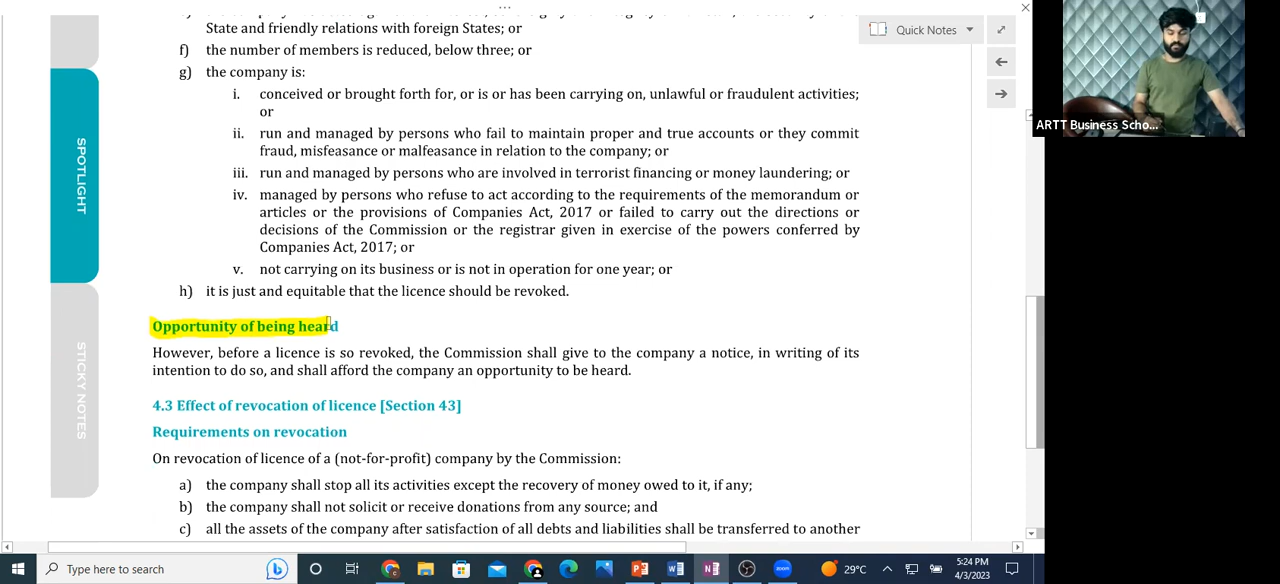 State and friendly relations with foreign States; or
f) the number of members is reduced, below three; or
g) the company is:
i. conceived or brought forth for, or is or has been carrying on, unlawful or fraudulent activities;
or
ii. run and managed by persons who fail to maintain proper and true accounts or they commit
fraud, misfeasance or malfeasance in relation to the company; or
iii. run and managed by persons who are involved in terrorist financing or money laundering; or
iv. managed by persons who refuse to act according to the requirements of the memorandum or
articles or the provisions of Companies Act, 2017 or failed to carry out the directions or
decisions of the Commission or the registrar given in exercise of the powers conferred by
Companies Act, 2017; or
v. not carrying on its business or is not in operation for one year; or
h) it is just and equitable that the licence should be revoked.
Opportunity of being heard
However, before a licence is so revoked, the Commission shall give to the company a notice, in writing of its
intention to do so, and shall afford the company an opportunity to be heard.
4.3 Effect of revocation of licence [Section 43]
Requirements on revocation
On revocation of licence of a (not-for-profit) company by the Commission:
a) the company shall stop all its activities except the recovery of money owed to it, if any;
b) the company shall not solicit or receive donations from any source; and
c) all the assets of the company after satisfaction of all debts and liabilities shall be transferred to another
SPOTLIGHT
STICKY NOTES
Quick Notes
ARTT Business Scho...
Type here to search
29°C
5:24 PM
4/3/2023